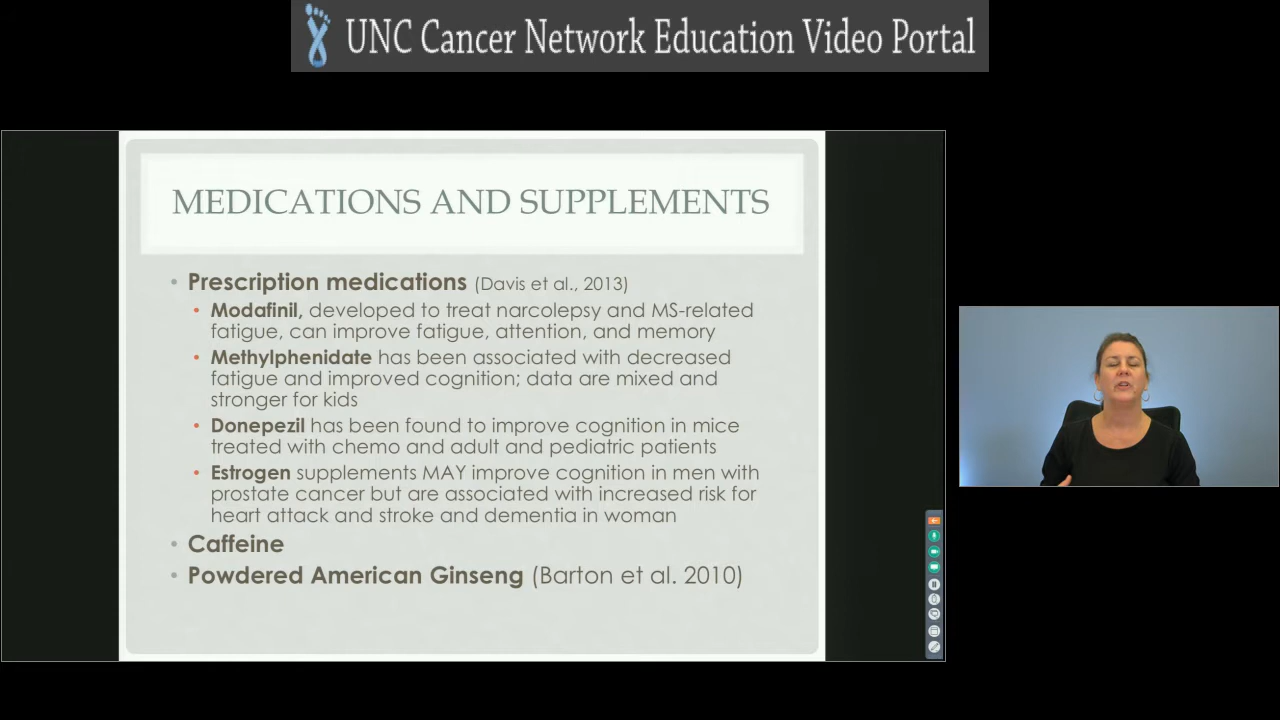 UNC Cancer Network Education Video Portal
MEDICATIONS AND SUPPLEMENTS
• Prescription medications (Davis et al., 2013)
• Modafinil, developed to treat narcolepsy and MS-related
fatigue, can improve fatigue, attention, and memory
• Methylphenidate has been associated with decreased
fatigue and improved cognition; data are mixed and
stronger for kids
• Donepezil has been found to improve cognition in mice
treated with chemo and adult and pediatric patients
• Estrogen supplements MAY improve cognition in men with
prostate cancer but are associated with increased risk for
heart attack and stroke and dementia in woman
• Caffeine
• Powdered American Ginseng (Barton et al. 2010)